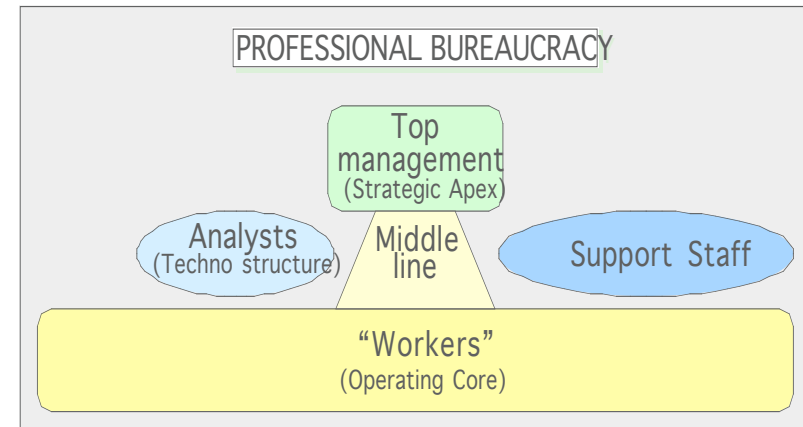 PROFESSIONAL BUREAUCRACY
Top
management
(Strategic Apex)
Analysts
(Techno structure)
Middle
line
Support Staff
“Workers”
(Operating Core)